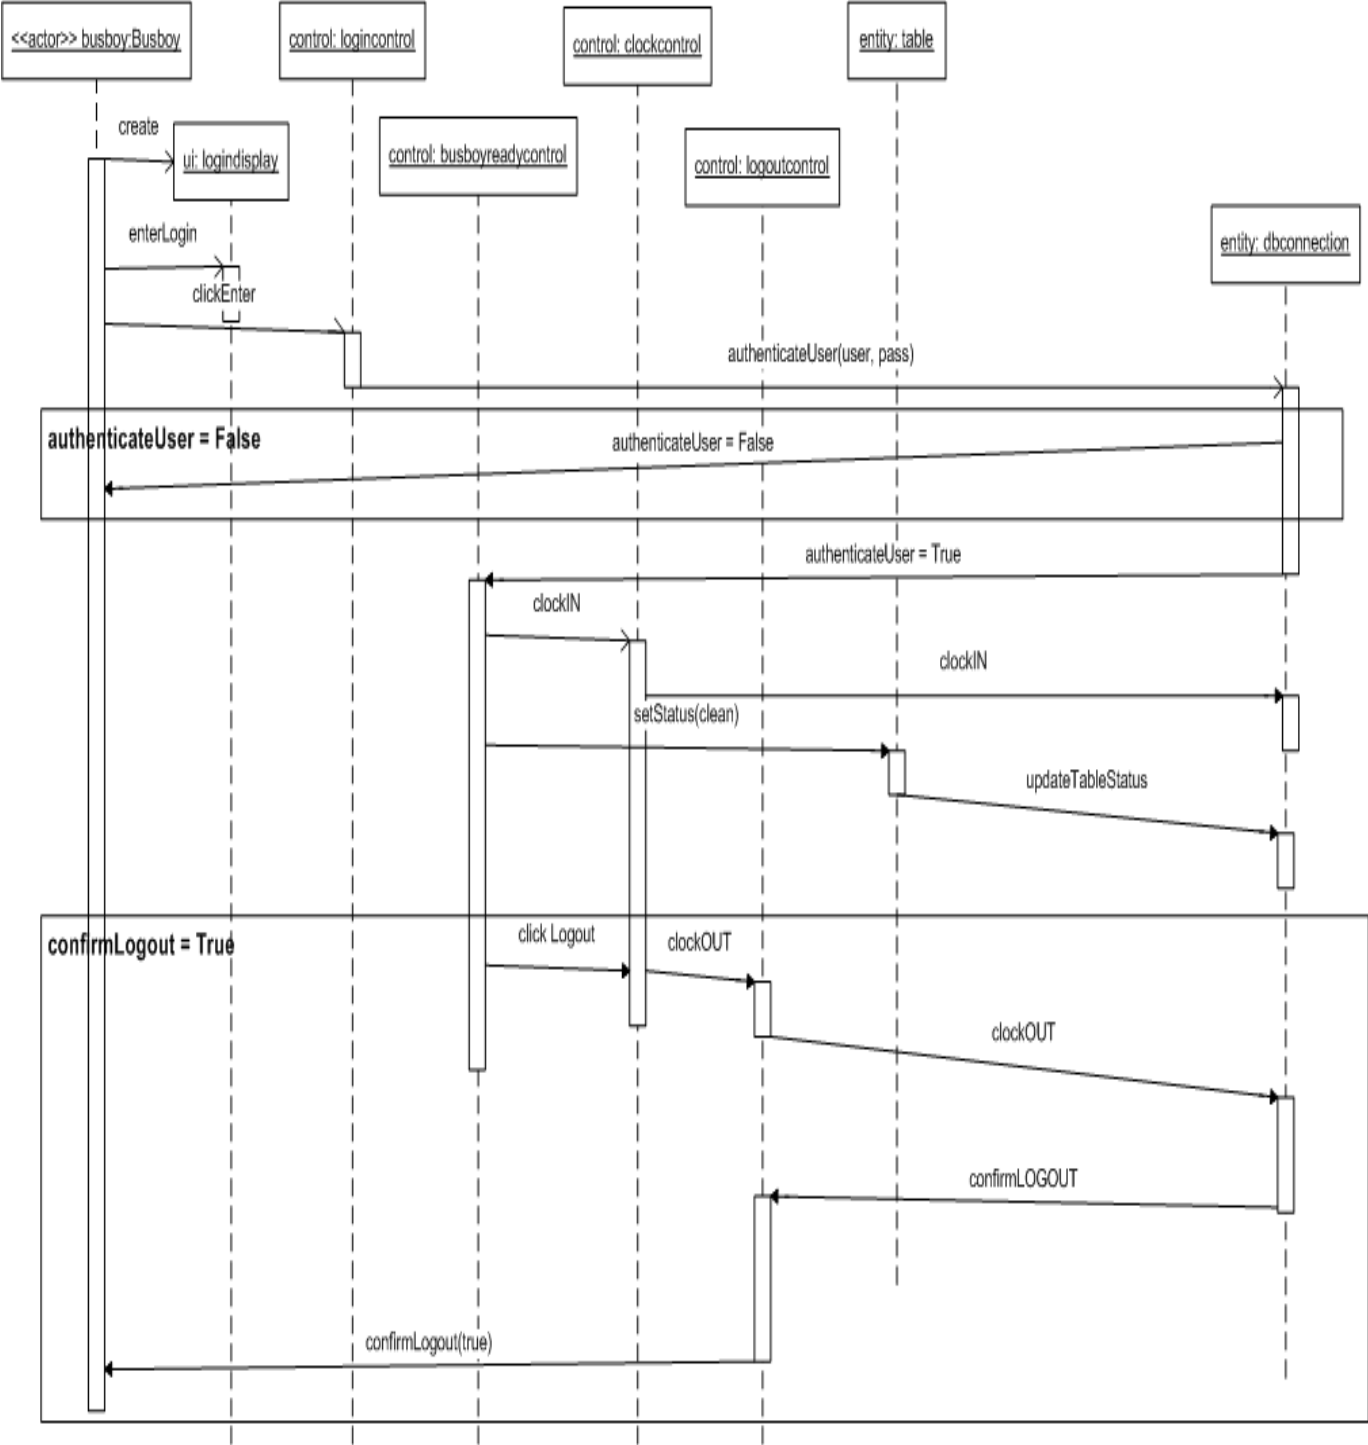 <<actor>> busboy:Busboy
control: logincontrol
control: clockcontrol
entity: table
create
ui: logindisplay
control: busboyreadycontrol
control: logoutcontrol
enterLogin
entity: dbconnection
clickEnter
authenticateUser(user, pass)
authenticateUser = False
authenticateUser = False
authenticateUser = True
clockIN
clockIN
setStatus(clean)
updateTableStatus
confirmLogout = True
click Logout
clockOUT
clockOUT
confirmLOGOUT
confirmLogout(true)